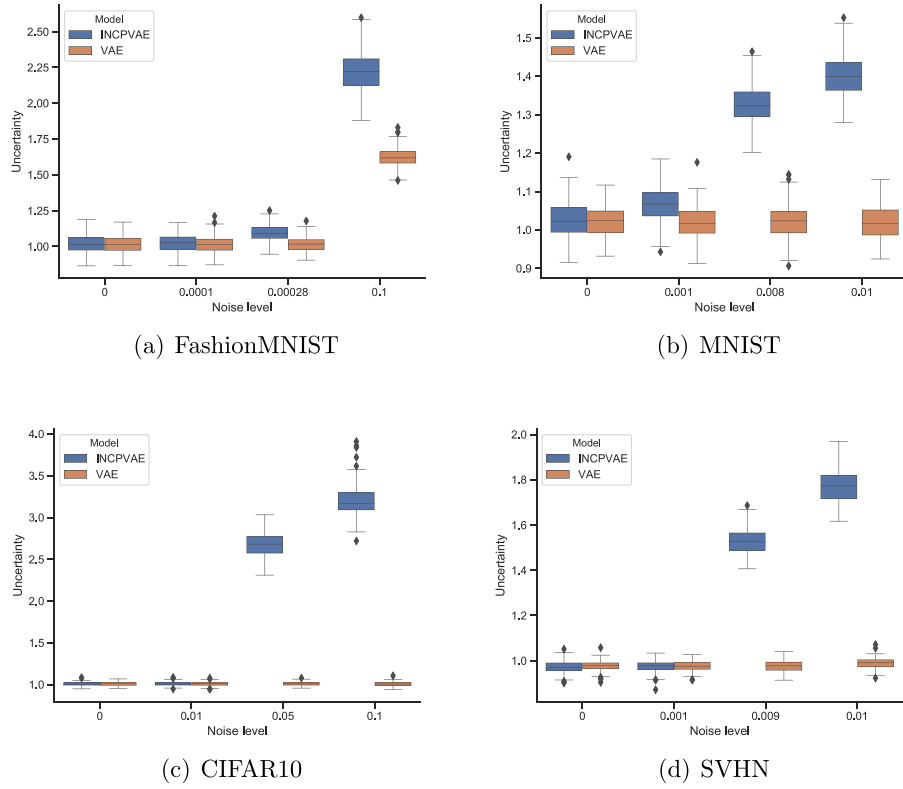 Model
INCPVAE
VAE
2.50
2.25
2.00
1.75
1.50
1.25
1.00
Uncertainty
0 0.0001 0.00028 0.1
Noise level
(a) FashionMNIST
Model
INCPVAE
VAE
1.5
1.4
1.3
1.2
1.1
1.0
0.9
Uncertainty
0 0.001 0.008 0.01
Noise level
(b) MNIST
Model
INCPVAE
VAE
4.0
3.5
3.0
2.5
2.0
1.5
1.0
Uncertainty
0 0.01 0.05 0.1
Noise level
(c) CIFAR10
Model
INCPVAE
VAE
2.0
1.8
1.6
1.4
1.2
1.0
Uncertainty
0 0.001 0.009 0.01
Noise level
(d) SVHN